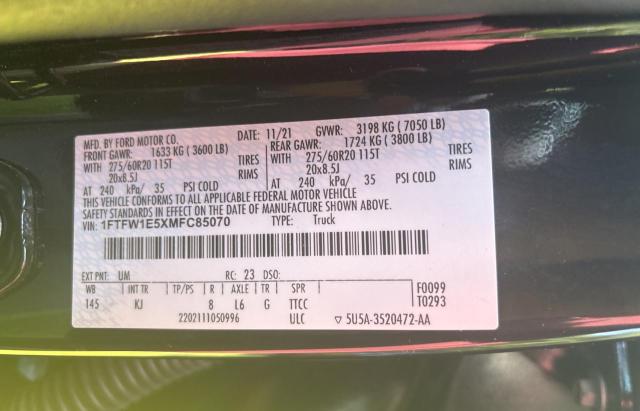 MFD. BY FORD MOTOR CO. DATE: 11/21 GVWR: 3198 KG ( 7050 LB)
FRONT GAWR: 1633 KG ( 3600 LB) REAR GAWR: 1724 KG ( 3800 LB)
WITH 275/60R20 115T TIRES WITH 275/60R20 115T TIRES
20x8.5J RIMS 20x8.5J RIMS
AT 240 kPa/ 35 PSI COLD AT 240 kPa/ 35 PSI COLD
THIS VEHICLE CONFORMS TO ALL APPLICABLE FEDERAL MOTOR VEHICLE
SAFETY STANDARDS IN EFFECT ON THE DATE OF MANUFACTURE SHOWN ABOVE.
VIN: 1FTFW1E5XMFC85070 TYPE: Truck
EXT PNT: UM RC: 23 DSO:
WB INT TR TP/PS R AXLE TR SPR F0099
145 KJ 8 L6 G TTCC T0293
2202111050996 ULC ▽ 5U5A-3520472-AA